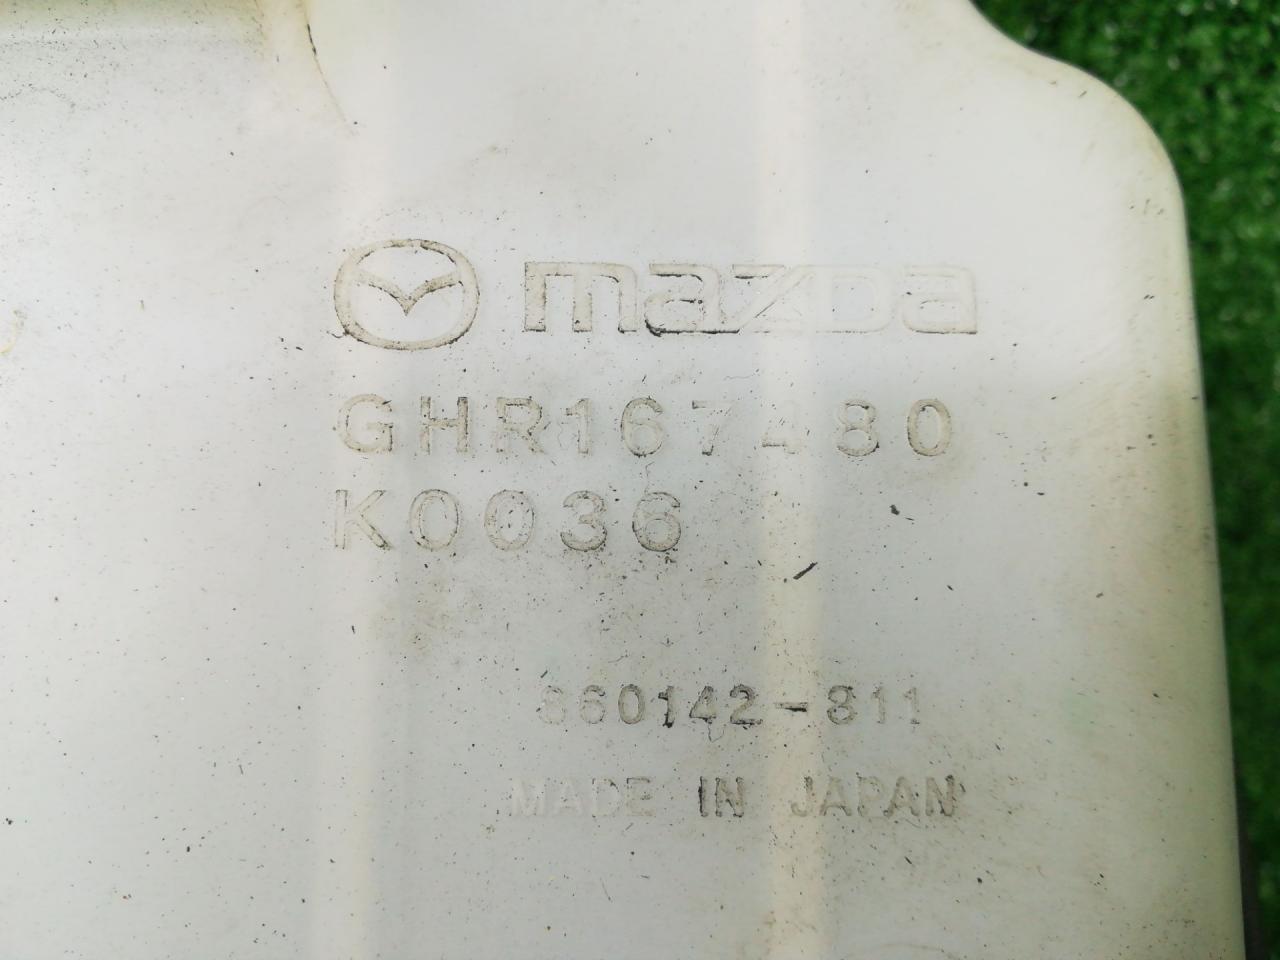 mazda
GHR167480
K0036
860142-811
MADE IN JAPAN